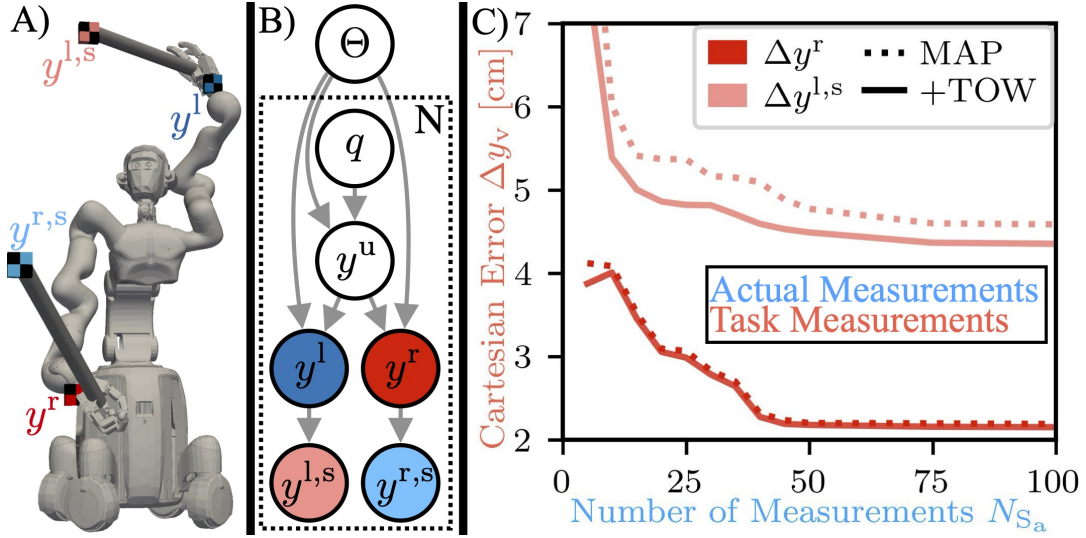 A)
y^{l,s}
y^l
y^{r,s}
y^r
B)
Θ
N
q
y^u
y^l
y^r
y^{l,s}
y^{r,s}
C)
Cartesian Error Δy_v [cm]
7
6
5
4
3
2
Δy^r
MAP
Δy^{l,s}
+TOW
Actual Measurements
Task Measurements
0 25 50 75 100
Number of Measurements N_{S_a}